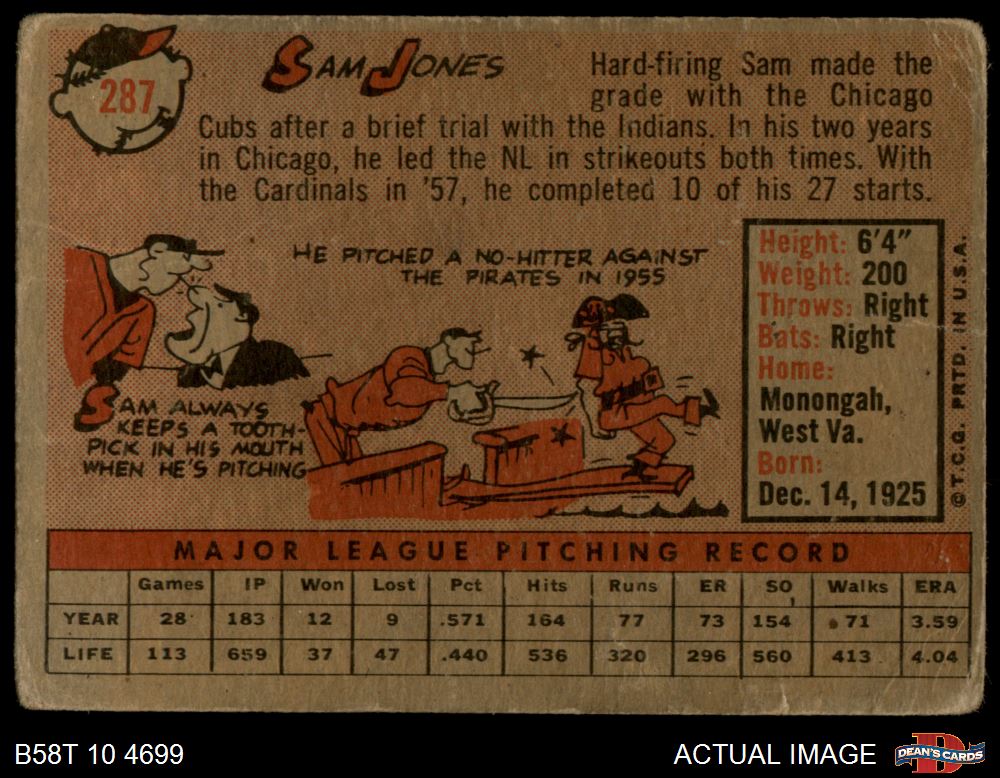 287
SAM JONES
Hard-firing Sam made the
grade with the Chicago
Cubs after a brief trial with the Indians. In his two years
in Chicago, he led the NL in strikeouts both times. With
the Cardinals in '57, he completed 10 of his 27 starts.
HE PITCHED A NO-HITTER AGAINST
THE PIRATES IN 1955
SAM ALWAYS
KEEPS A TOOTH-
PICK IN HIS MOUTH
WHEN HE'S PITCHING
Height: 6'4"
Weight: 200
Throws: Right
Bats: Right
Home:
Monongah,
West Va.
Born:
Dec. 14, 1925
©T.C.G. PRTD. IN U.S.A.
MAJOR LEAGUE PITCHING RECORD
Games IP Won Lost Pct Hits Runs ER SO Walks ERA
YEAR 28 183 12 9 .571 164 77 73 154 71 3.59
LIFE 113 659 37 47 .440 536 320 296 560 413 4.04
B58T 10 4699
ACTUAL IMAGE
DEAN'S CARDS